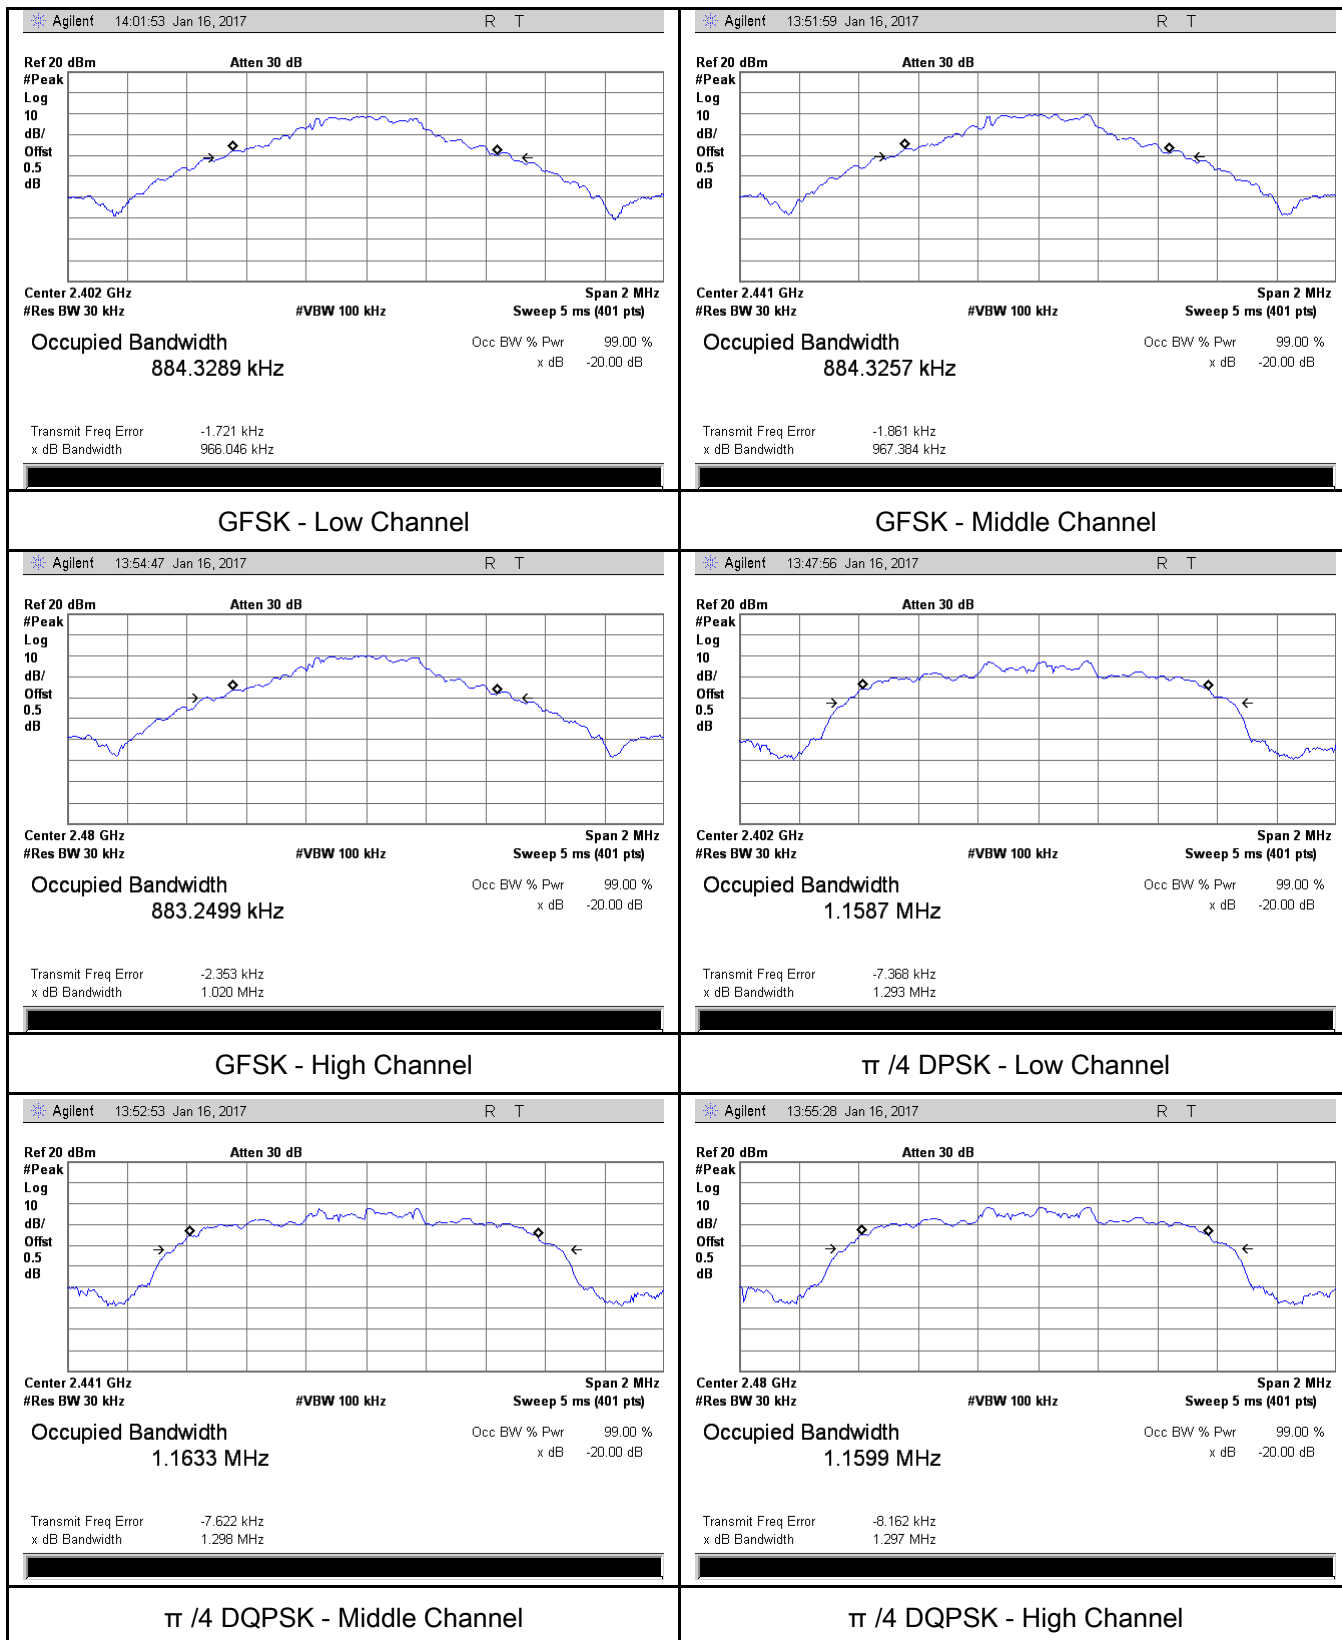 Agilent 14:01:53 Jan 16, 2017 R T
Ref 20 dBm Atten 30 dB
#Peak
Log
10
dB/
Offst
0.5
dB
Center 2.402 GHz Span 2 MHz
#Res BW 30 kHz #VBW 100 kHz Sweep 5 ms (401 pts)
Occupied Bandwidth Occ BW % Pwr 99.00 %
884.3289 kHz x dB -20.00 dB
Transmit Freq Error -1.721 kHz
x dB Bandwidth 966.046 kHz
GFSK - Low Channel
Agilent 13:51:59 Jan 16, 2017 R T
Ref 20 dBm Atten 30 dB
#Peak
Log
10
dB/
Offst
0.5
dB
Center 2.441 GHz Span 2 MHz
#Res BW 30 kHz #VBW 100 kHz Sweep 5 ms (401 pts)
Occupied Bandwidth Occ BW % Pwr 99.00 %
884.3257 kHz x dB -20.00 dB
Transmit Freq Error -1.861 kHz
x dB Bandwidth 967.384 kHz
GFSK - Middle Channel
Agilent 13:54:47 Jan 16, 2017 R T
Ref 20 dBm Atten 30 dB
#Peak
Log
10
dB/
Offst
0.5
dB
Center 2.48 GHz Span 2 MHz
#Res BW 30 kHz #VBW 100 kHz Sweep 5 ms (401 pts)
Occupied Bandwidth Occ BW % Pwr 99.00 %
883.2499 kHz x dB -20.00 dB
Transmit Freq Error -2.353 kHz
x dB Bandwidth 1.020 MHz
GFSK - High Channel
Agilent 13:47:56 Jan 16, 2017 R T
Ref 20 dBm Atten 30 dB
#Peak
Log
10
dB/
Offst
0.5
dB
Center 2.402 GHz Span 2 MHz
#Res BW 30 kHz #VBW 100 kHz Sweep 5 ms (401 pts)
Occupied Bandwidth Occ BW % Pwr 99.00 %
1.1587 MHz x dB -20.00 dB
Transmit Freq Error -7.368 kHz
x dB Bandwidth 1.293 MHz
π /4 DPSK - Low Channel
Agilent 13:52:53 Jan 16, 2017 R T
Ref 20 dBm Atten 30 dB
#Peak
Log
10
dB/
Offst
0.5
dB
Center 2.441 GHz Span 2 MHz
#Res BW 30 kHz #VBW 100 kHz Sweep 5 ms (401 pts)
Occupied Bandwidth Occ BW % Pwr 99.00 %
1.1633 MHz x dB -20.00 dB
Transmit Freq Error -7.622 kHz
x dB Bandwidth 1.298 MHz
π /4 DQPSK - Middle Channel
Agilent 13:55:28 Jan 16, 2017 R T
Ref 20 dBm Atten 30 dB
#Peak
Log
10
dB/
Offst
0.5
dB
Center 2.48 GHz Span 2 MHz
#Res BW 30 kHz #VBW 100 kHz Sweep 5 ms (401 pts)
Occupied Bandwidth Occ BW % Pwr 99.00 %
1.1599 MHz x dB -20.00 dB
Transmit Freq Error -8.162 kHz
x dB Bandwidth 1.297 MHz
π /4 DQPSK - High Channel